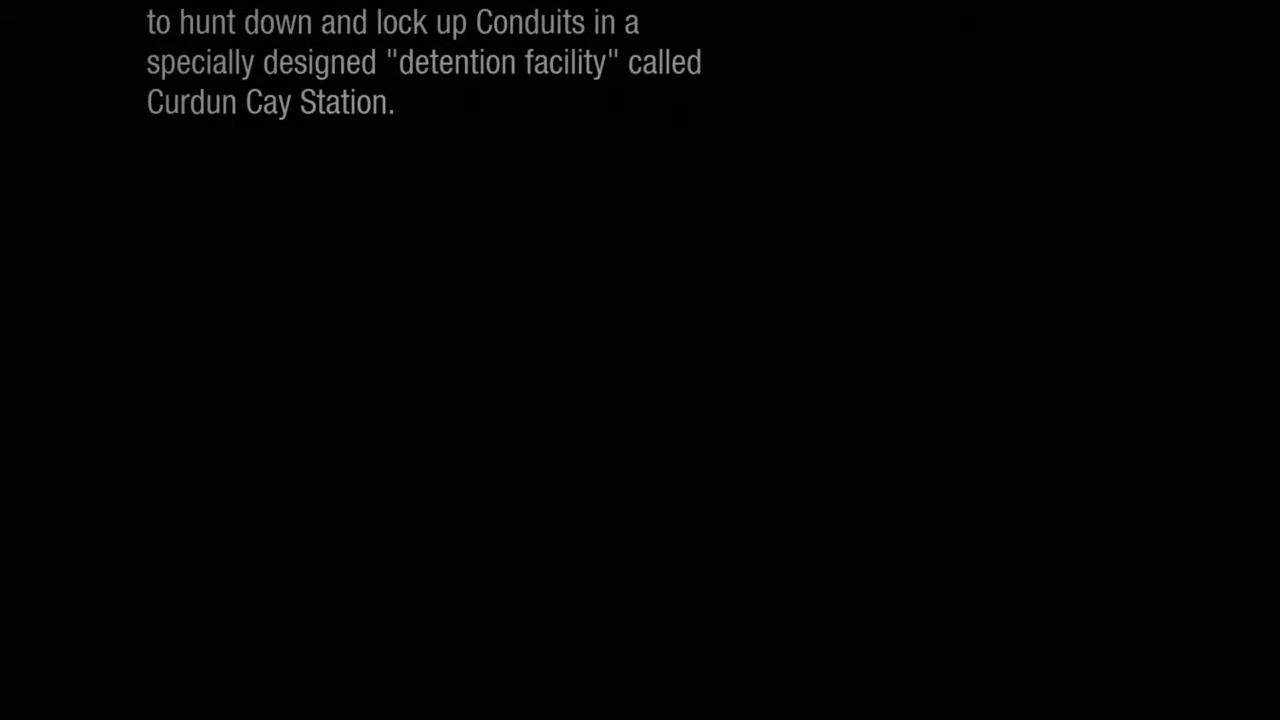 to hunt down and lock up Conduits in a
specially designed "detention facility" called
Curdun Cay Station.